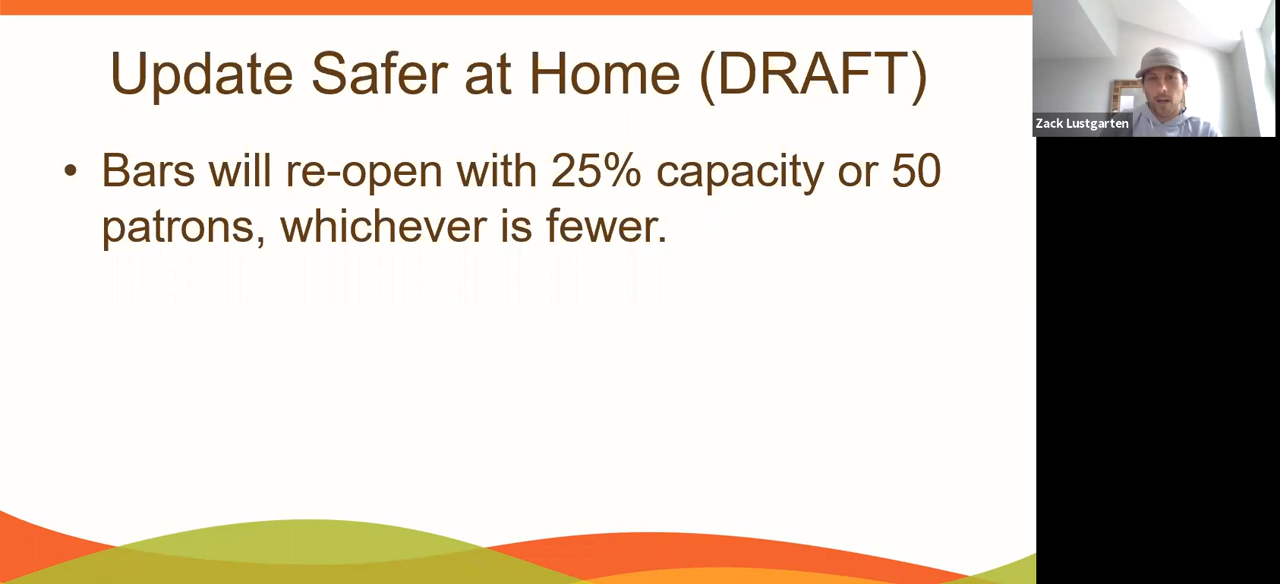 Update Safer at Home (DRAFT)
• Bars will re-open with 25% capacity or 50
patrons, whichever is fewer.
Zack Lustgarten